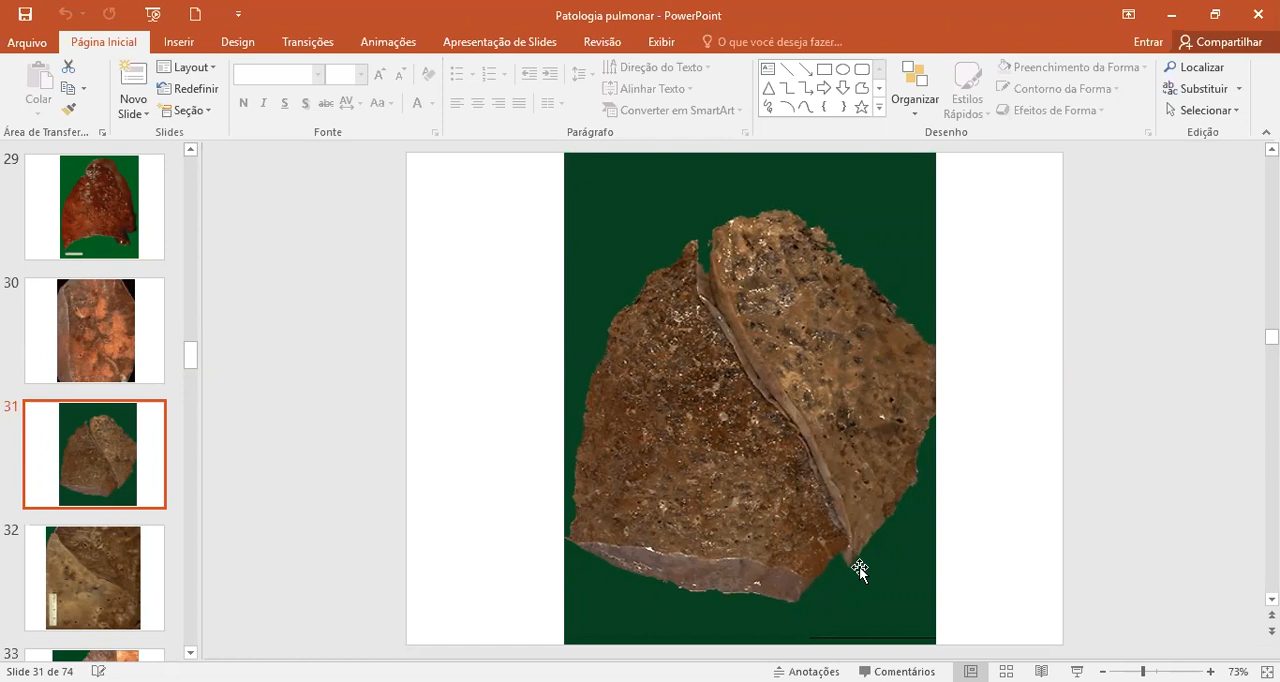 Patologia pulmonar - PowerPoint
Arquivo
Página Inicial
Inserir
Design
Transições
Animações
Apresentação de Slides
Revisão
Exibir
O que você deseja fazer...
Entrar
Compartilhar
Colar
Área de Transfer...
Novo
Slide
Layout
Redefinir
Seção
Slides
N I S S abc AV Aa A
Fonte
Direção do Texto
Alinhar Texto
Converter em SmartArt
Parágrafo
Organizar
Estilos
Rápidos
Preenchimento da Forma
Contorno da Forma
Efeitos de Forma
Desenho
Localizar
Substituir
Selecionar
Edição
29
30
31
32
33
Slide 31 de 74
Anotações
Comentários
73%